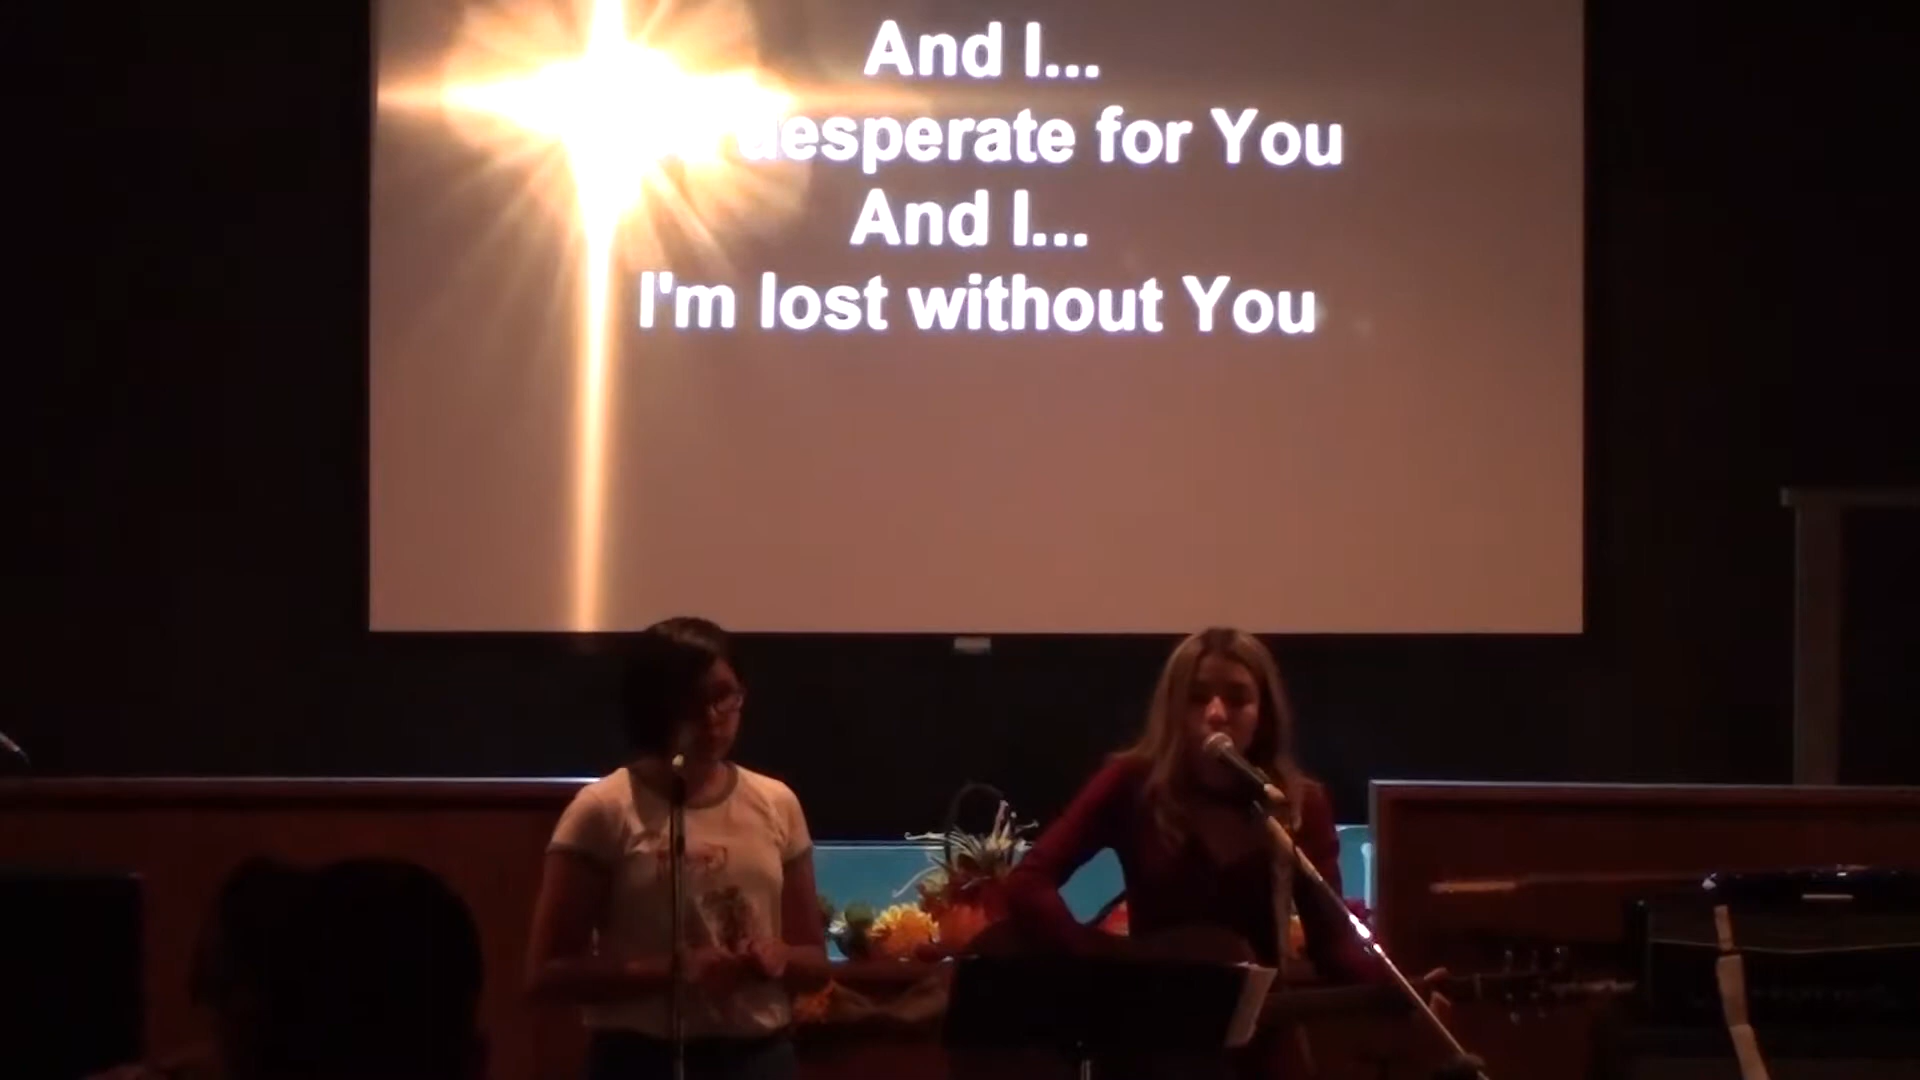 And I...
desperate for You
And I...
I'm lost without You